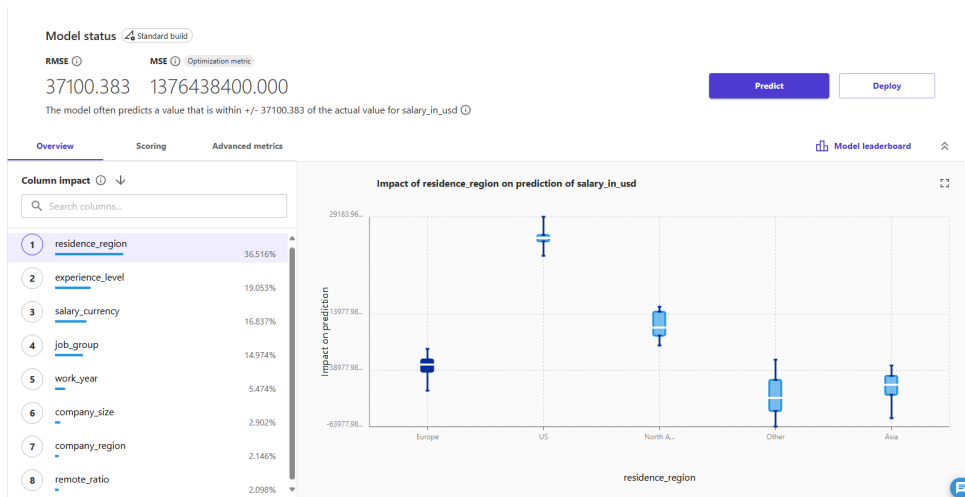 Model status Standard build
RMSE MSE Optimization metric
37100.383 1376438400.000
The model often predicts a value that is within +/- 37100.383 of the actual value for salary_in_usd
Predict
Deploy
Overview Scoring Advanced metrics
Model leaderboard
Column impact
Search columns...
1 residence_region 36.516%
2 experience_level 19.053%
3 salary_currency 16.837%
4 job_group 14.974%
5 work_year 5.474%
6 company_size 2.902%
7 company_region 2.146%
8 remote_ratio 2.098%
Impact of residence_region on prediction of salary_in_usd
Impact on prediction
29183.96...
13977.98...
38977.98...
-63977.98...
Europe US North A... Other Asia
residence_region